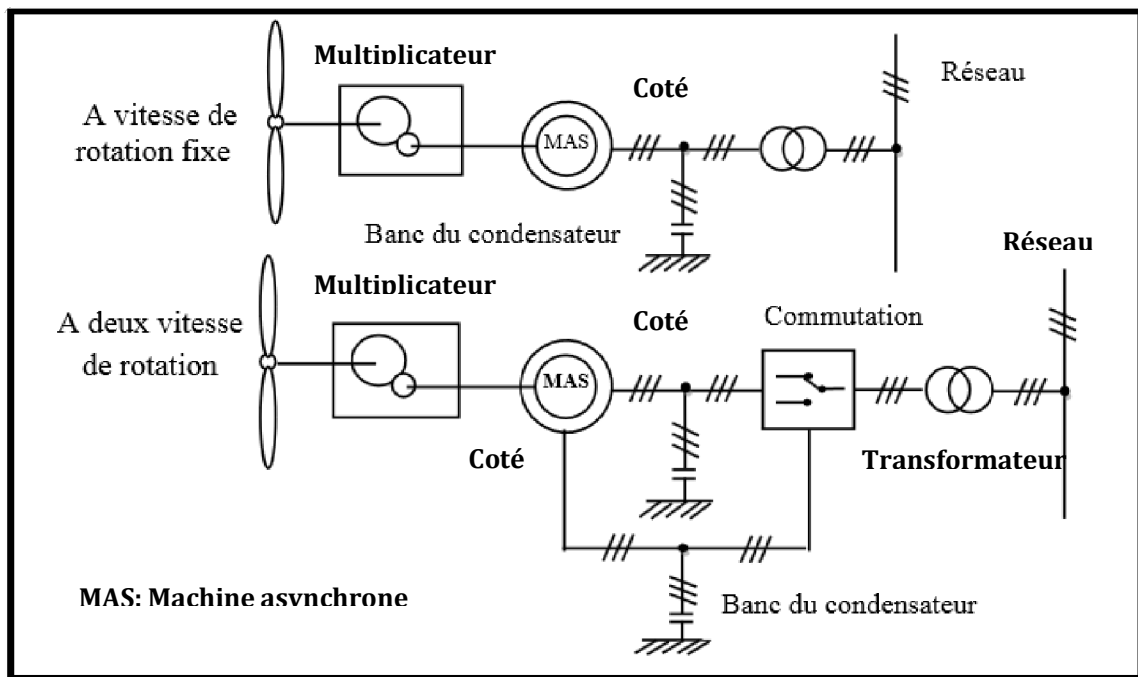 Multiplicateur
Coté
Réseau
A vitesse de
rotation fixe
MAS
Banc du condensateur
Réseau
Multiplicateur
Coté
Commutation
A deux vitesse
de rotation
MAS
Coté
Transformateur
MAS: Machine asynchrone
Banc du condensateur